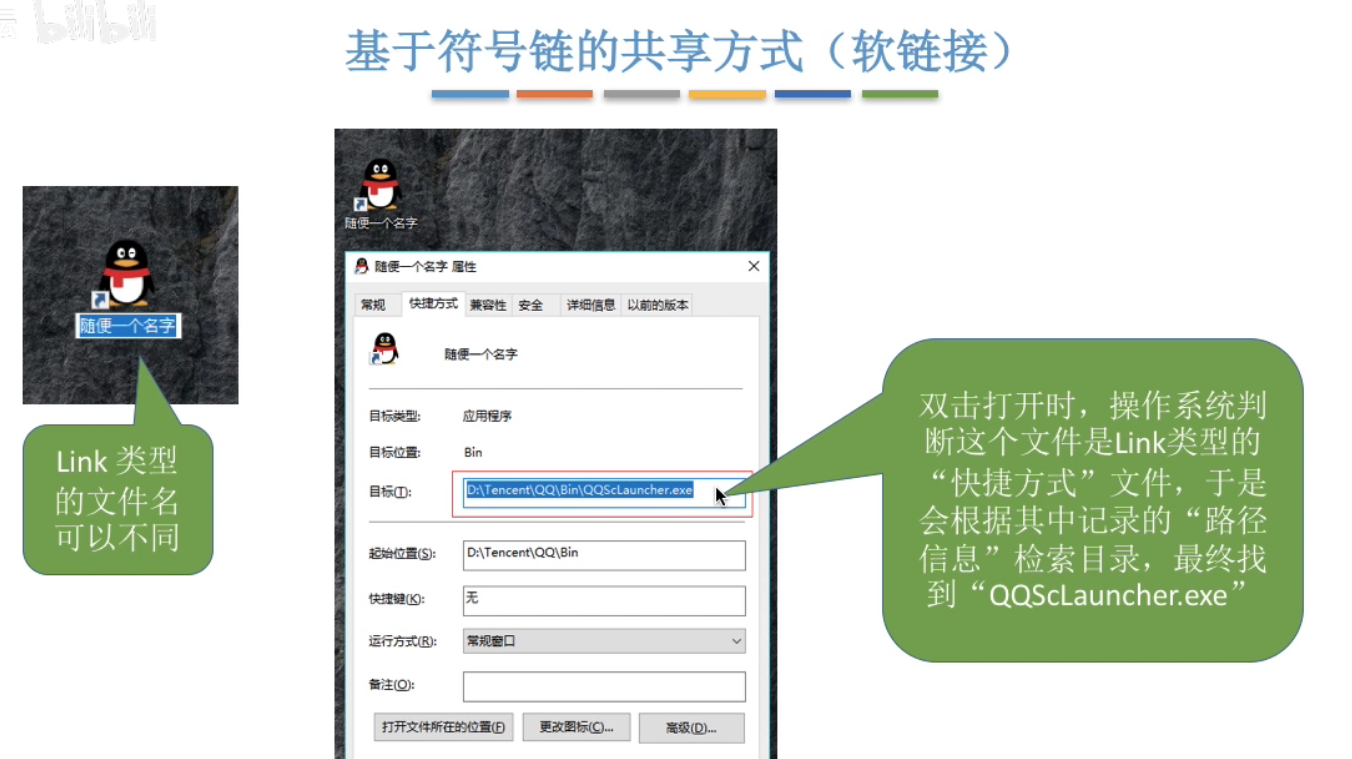 bilibili
基于符号链的共享方式（软链接）
随便一个名字
Link 类型
的文件名
可以不同
随便一个名字
随便一个名字 属性
常规 快捷方式 兼容性 安全 详细信息 以前的版本
随便一个名字
目标类型: 应用程序
目标位置: Bin
目标(T): D:\Tencent\QQ\Bin\QQScLauncher.exe
起始位置(S): D:\Tencent\QQ\Bin
快捷键(K): 无
运行方式(R): 常规窗口
备注(O):
打开文件所在的位置(F) 更改图标(C)... 高级(D)...
双击打开时，操作系统判
断这个文件是Link类型的
“快捷方式”文件，于是
会根据其中记录的“路径
信息”检索目录，最终找
到“QQScLauncher.exe”